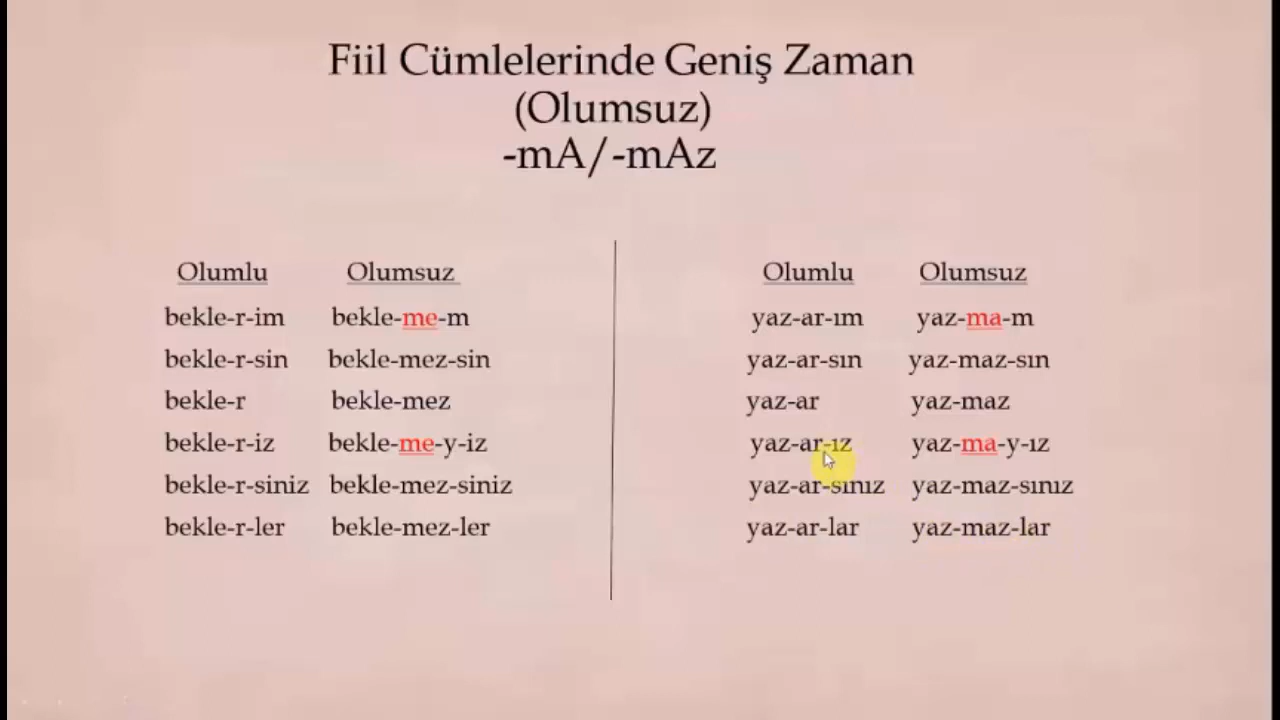 Fiil Cümlelerinde Geniş Zaman
(Olumsuz)
-mA/-mAz
Olumlu Olumsuz
bekle-r-im bekle-me-m
bekle-r-sin bekle-mez-sin
bekle-r bekle-mez
bekle-r-iz bekle-me-y-iz
bekle-r-siniz bekle-mez-siniz
bekle-r-ler bekle-mez-ler
Olumlu Olumsuz
yaz-ar-ım yaz-ma-m
yaz-ar-sın yaz-maz-sın
yaz-ar yaz-maz
yaz-ar-ız yaz-ma-y-ız
yaz-ar-sınız yaz-maz-sınız
yaz-ar-lar yaz-maz-lar